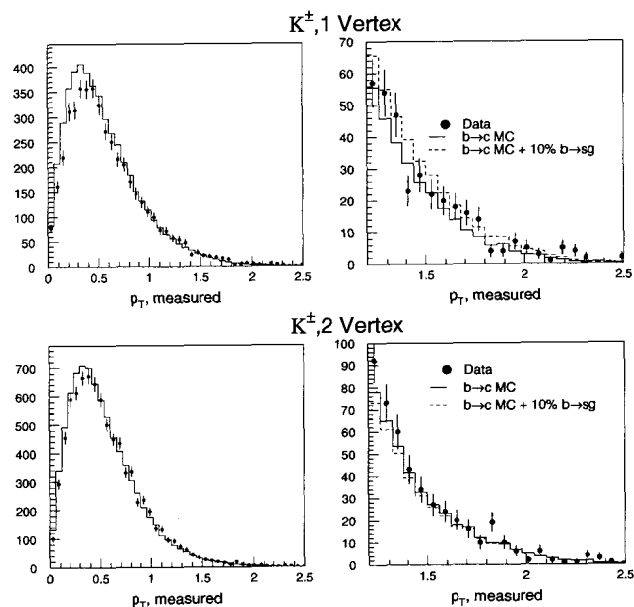 K±,1 Vertex
400
350
300
250
200
150
100
50
0
0 0.5 1 1.5 2 2.5
pT, measured
70
60
50
40
30
20
10
0
1.5 2 2.5
pT, measured
Data
b→c MC
b→c MC + 10% b→sg
K±,2 Vertex
700
600
500
400
300
200
100
0
0 0.5 1 1.5 2 2.5
pT, measured
100
90
80
70
60
50
40
30
20
10
0
1.5 2 2.5
pT, measured
Data
b→c MC
b→c MC + 10% b→sg